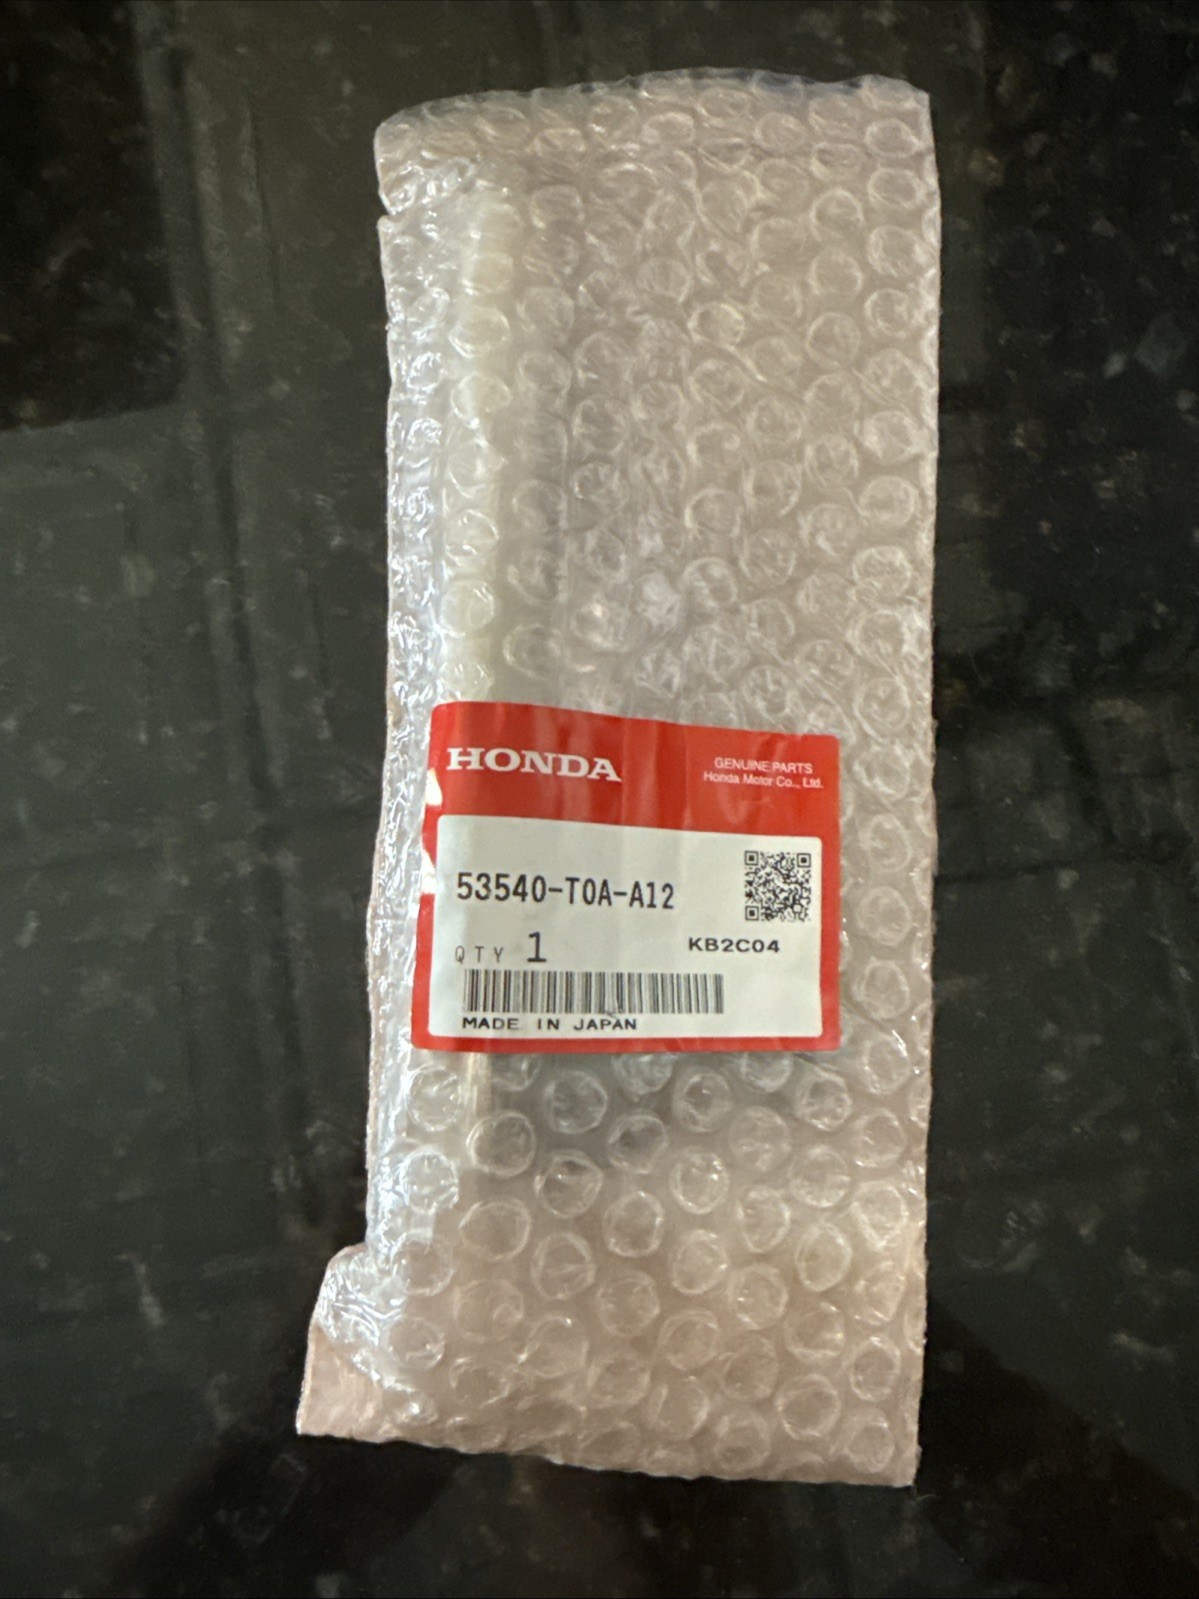 HONDA
GENUINE PARTS
Honda Motor Co., Ltd.
53540-T0A-A12
QTY 1
KB2C04
MADE IN JAPAN